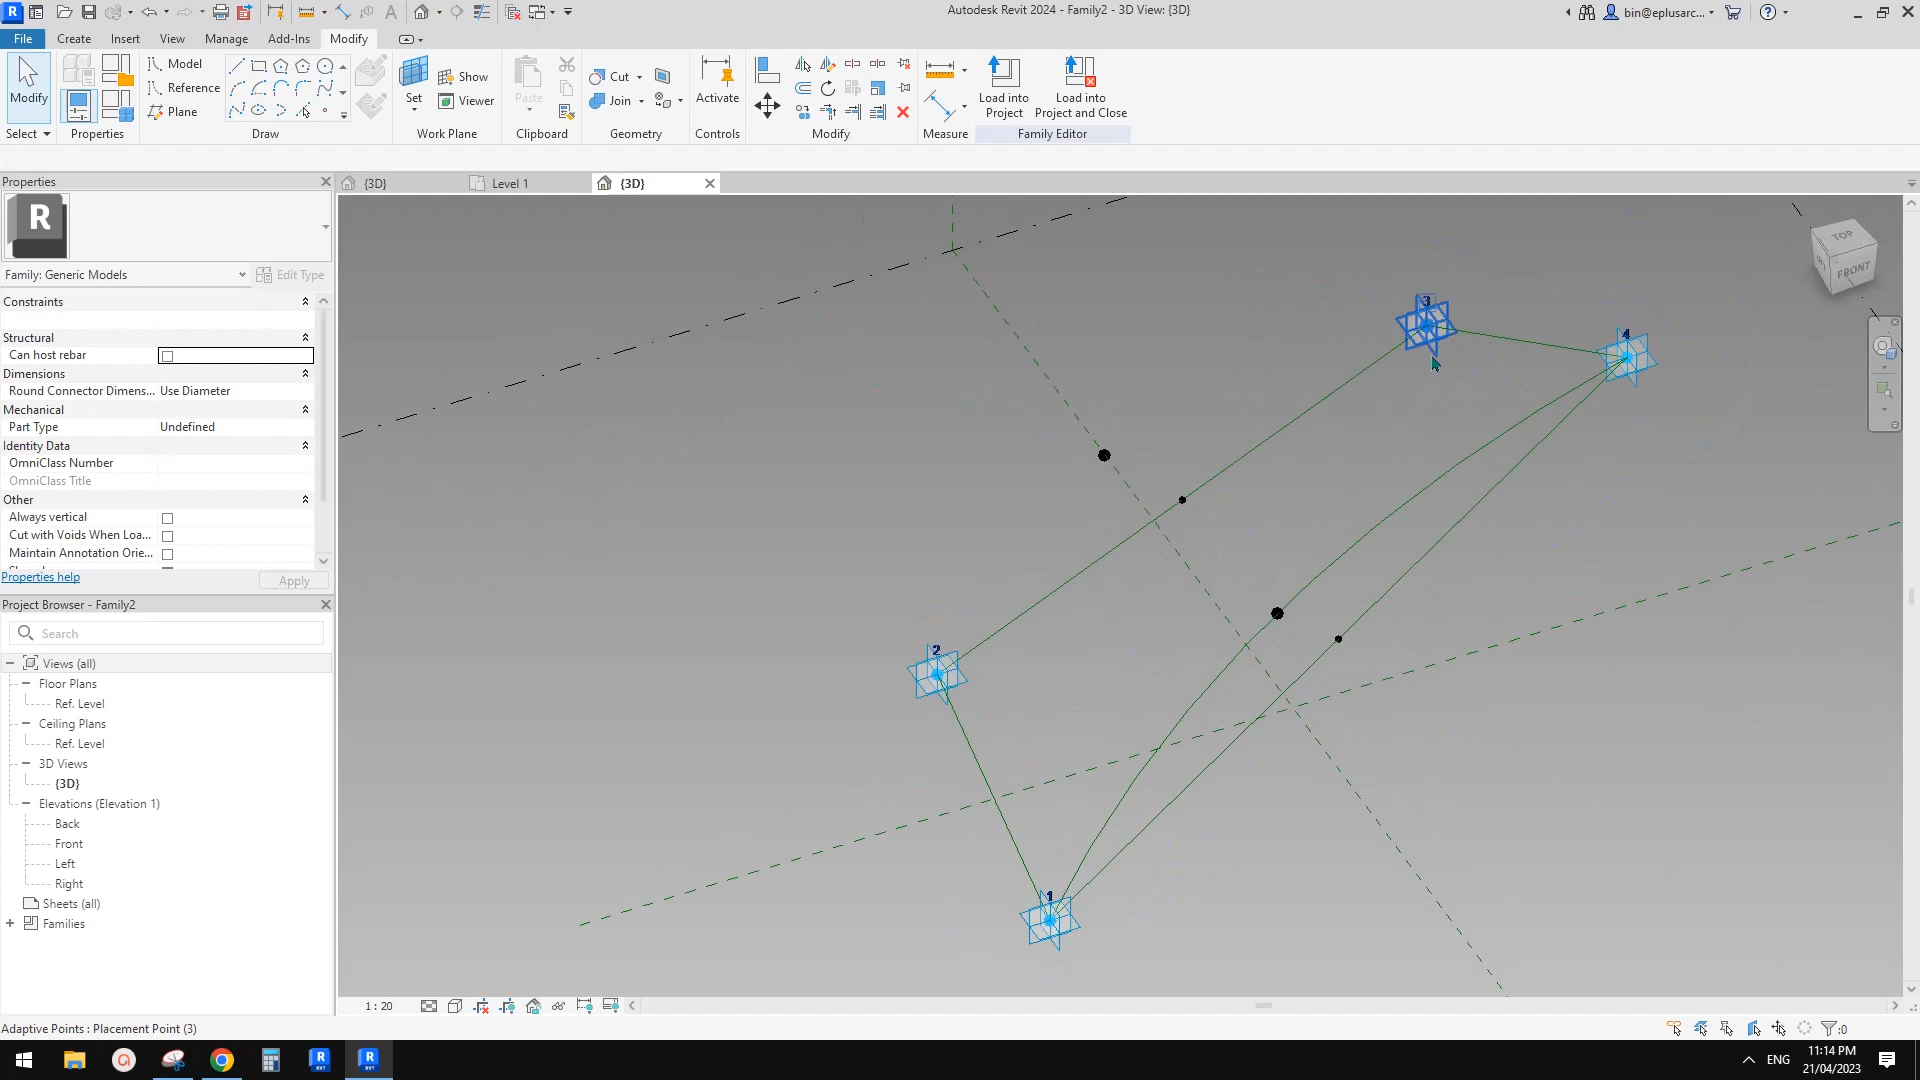 Autodesk Revit 2024 - Family2 - 3D View: {3D}
bin@eplusarc...
File Create Insert View Manage Add-Ins Modify
Modify
Select
Properties
Model
Reference
Plane
Draw
Set
Show
Viewer
Work Plane
Paste
Clipboard
Cut
Join
Geometry
Activate
Controls
Modify
Measure
Load into
Project
Load into
Project and Close
Family Editor
Properties
{3D}
Level 1
{3D}
R
Family: Generic Models
Edit Type
Constraints
Structural
Can host rebar
Dimensions
Round Connector Dimens... Use Diameter
Mechanical
Part Type Undefined
Identity Data
OmniClass Number
OmniClass Title
Other
Always vertical
Cut with Voids When Loa...
Maintain Annotation Orie...
Properties help
Apply
Project Browser - Family2
Search
Views (all)
Floor Plans
Ref. Level
Ceiling Plans
Ref. Level
3D Views
{3D}
Elevations (Elevation 1)
Back
Front
Left
Right
Sheets (all)
Families
TOP
FRONT
3
4
2
1
1 : 20
Adaptive Points : Placement Point (3)
:0
ENG
11:14 PM
21/04/2023